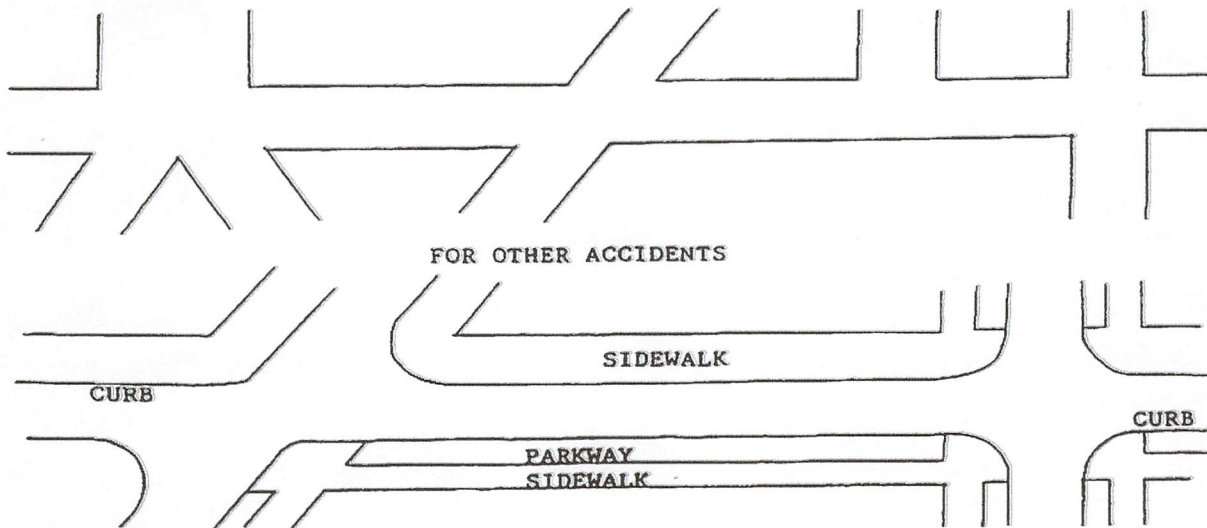 FOR OTHER ACCIDENTS
SIDEWALK
CURB
CURB
PARKWAY
SIDEWALK